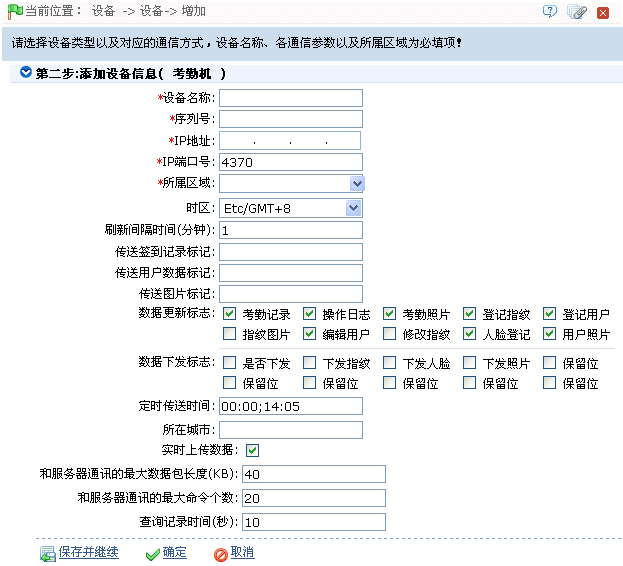 当前位置： 设备 -> 设备-> 增加
请选择设备类型以及对应的通信方式，设备名称、各通信参数以及所属区域为必填项!
第二步:添加设备信息( 考勤机 )
*设备名称:
*序列号:
*IP地址: . . .
*IP端口号: 4370
*所属区域:
时区: Etc/GMT+8
刷新间隔时间(分钟): 1
传送签到记录标记:
传送用户数据标记:
传送图片标记:
数据更新标志: 考勤记录 操作日志 考勤照片 登记指纹 登记用户
指纹图片 编辑用户 修改指纹 人脸登记 用户照片
数据下发标志: 是否下发 下发指纹 下发人脸 下发照片 保留位
保留位 保留位 保留位 保留位 保留位
定时传送时间: 00:00;14:05
所在城市:
实时上传数据:
和服务器通讯的最大数据包长度(KB): 40
和服务器通讯的最大命令个数: 20
查询记录时间(秒): 10
保存并继续 确定 取消